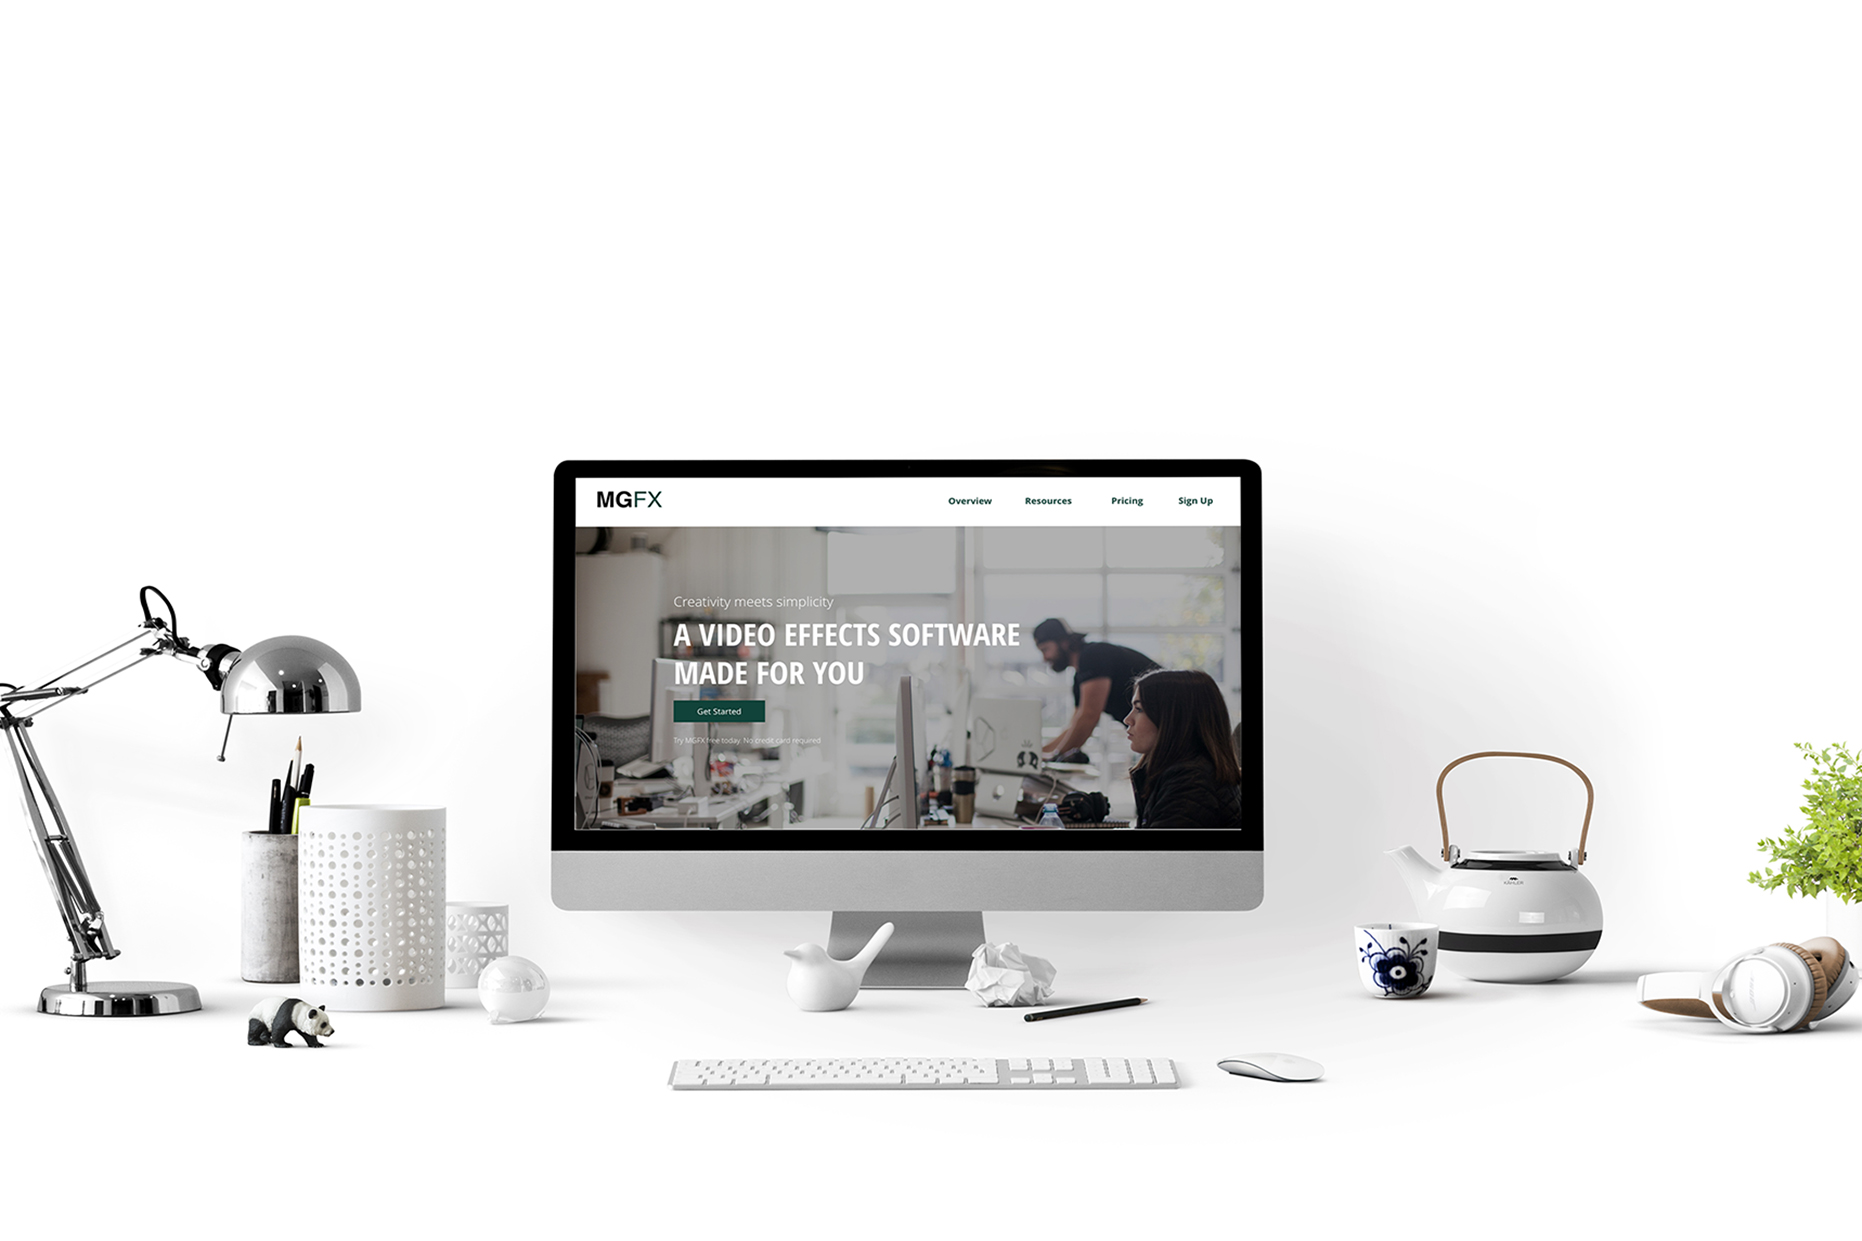 MGFX
Overview Resources Pricing Sign Up
Creativity meets simplicity
A VIDEO EFFECTS SOFTWARE
MADE FOR YOU
Get Started
Try MGFX free today. No credit card required
KÄHLER